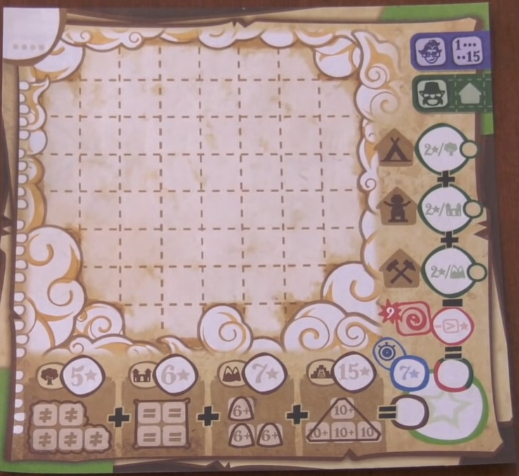 1•••
••15
2★/
2★/
2★/
9
-▷★
5★ 6★ 7★ 15★ 7★
≠ ≠ = = 6+ 10+
≠ ≠ ≠ = = 6+ 6+ 10+ 10+ 10+
+ + + =